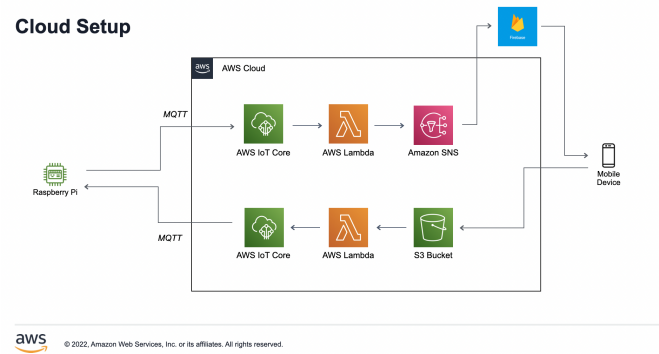 Cloud Setup
Firebase
aws
AWS Cloud
MQTT
AWS IoT Core
AWS Lambda
Amazon SNS
Raspberry Pi
Mobile
Device
MQTT
AWS IoT Core
AWS Lambda
S3 Bucket
aws
© 2022, Amazon Web Services, Inc. or its affiliates. All rights reserved.